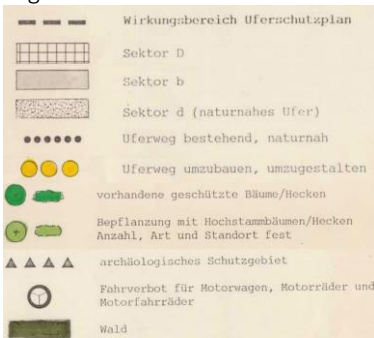 Wirkungsbereich Uferschutzplan
Sektor D
Sektor b
Sektor d (naturnahes Ufer)
Uferweg bestehend, naturnah
Uferweg umzubauen, umzugestalten
vorhandene geschützte Bäume/Hecken
Bepflanzung mit Hochstammbäumen/Hecken
Anzahl, Art und Standort fest
archäologisches Schutzgebiet
Fahrverbot für Motorwagen, Motorräder und
Motorfahrräder
Wald